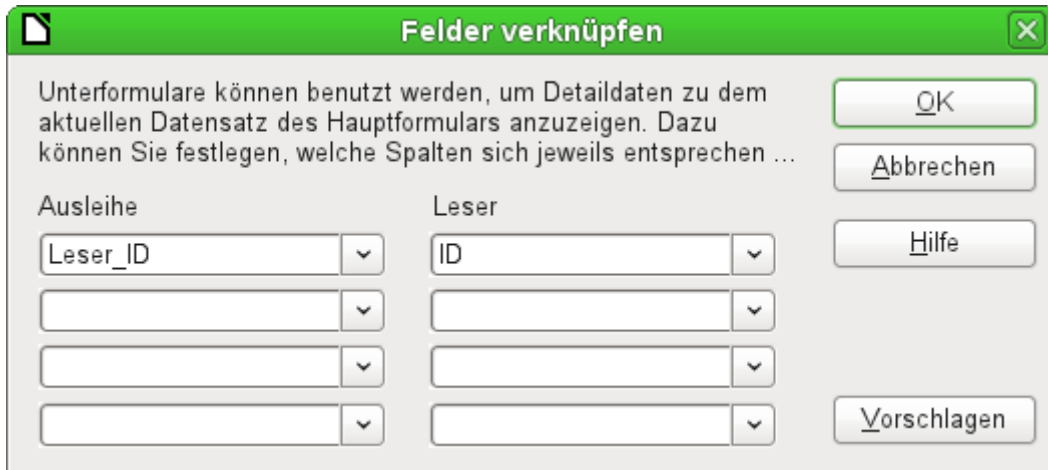 Felder verknüpfen
Unterformulare können benutzt werden, um Detaildaten zu dem
aktuellen Datensatz des Hauptformulars anzuzeigen. Dazu
können Sie festlegen, welche Spalten sich jeweils entsprechen ...
OK
Abbrechen
Hilfe
Ausleihe Leser
Leser_ID ID
Vorschlagen